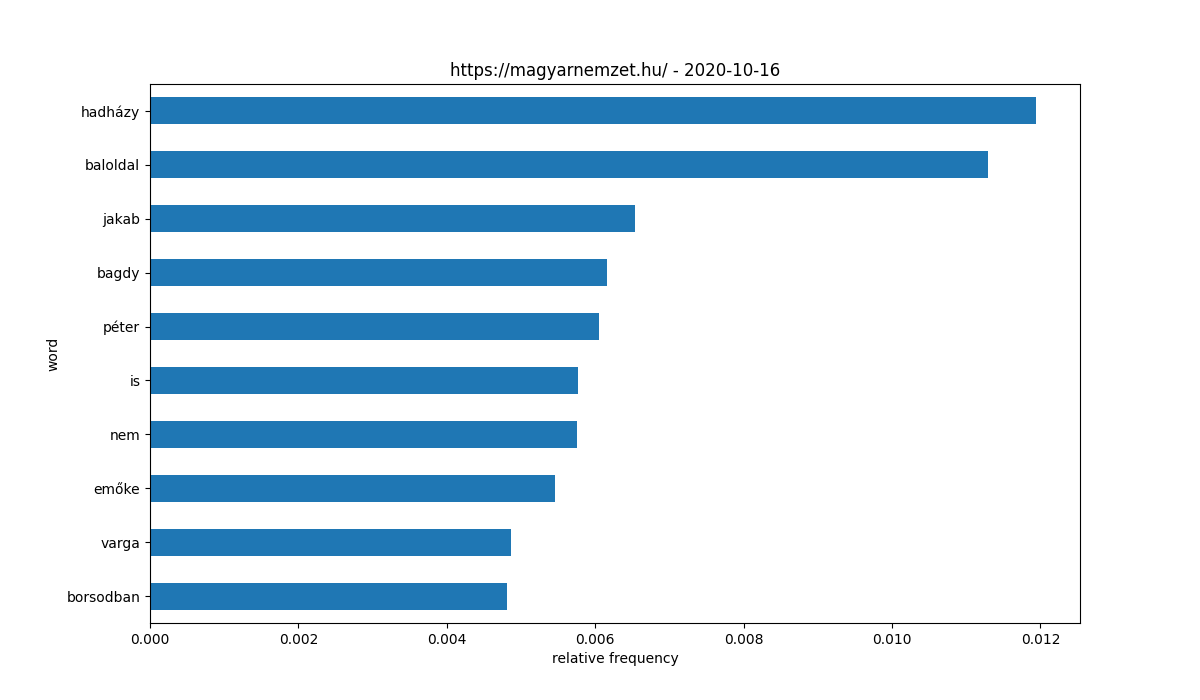 https://magyarnemzet.hu/ - 2020-10-16
hadházy
baloldal
jakab
bagdy
péter
is
nem
emőke
varga
borsodban
word
0.000 0.002 0.004 0.006 0.008 0.010 0.012
relative frequency